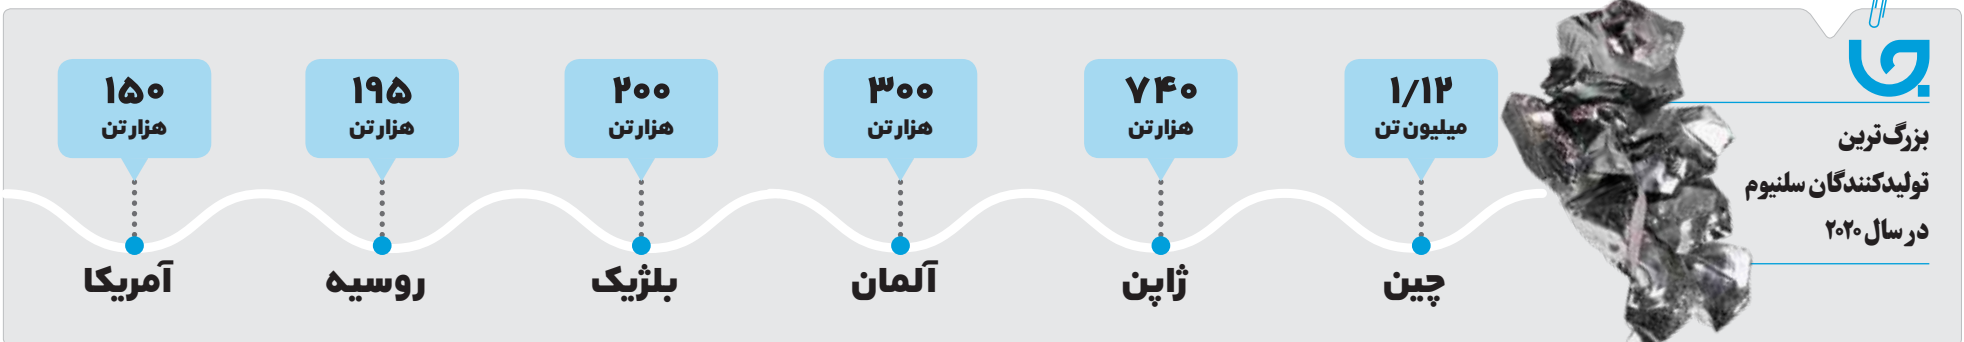 بزرگ‌ترین
تولیدکنندگان سلنیوم
در سال ۲۰۲۰
۱/۱۲
میلیون تن
چین
۷۴۰
هزار تن
ژاپن
۳۰۰
هزار تن
آلمان
۲۰۰
هزار تن
بلژیک
۱۹۵
هزار تن
روسیه
۱۵۰
هزار تن
آمریکا